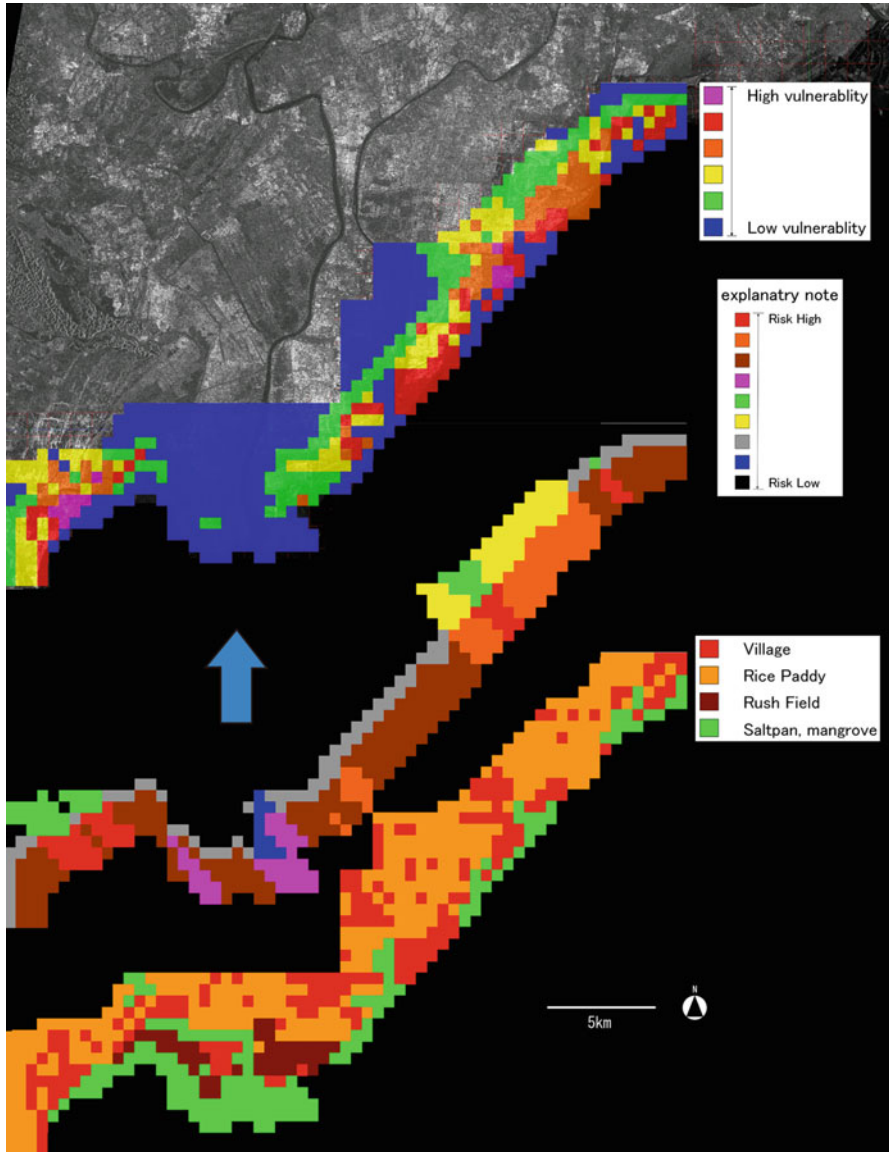 High vulnerablity
Low vulnerablity
explanatry note
Risk High
Risk Low
Village
Rice Paddy
Rush Field
Saltpan, mangrove
N
5km